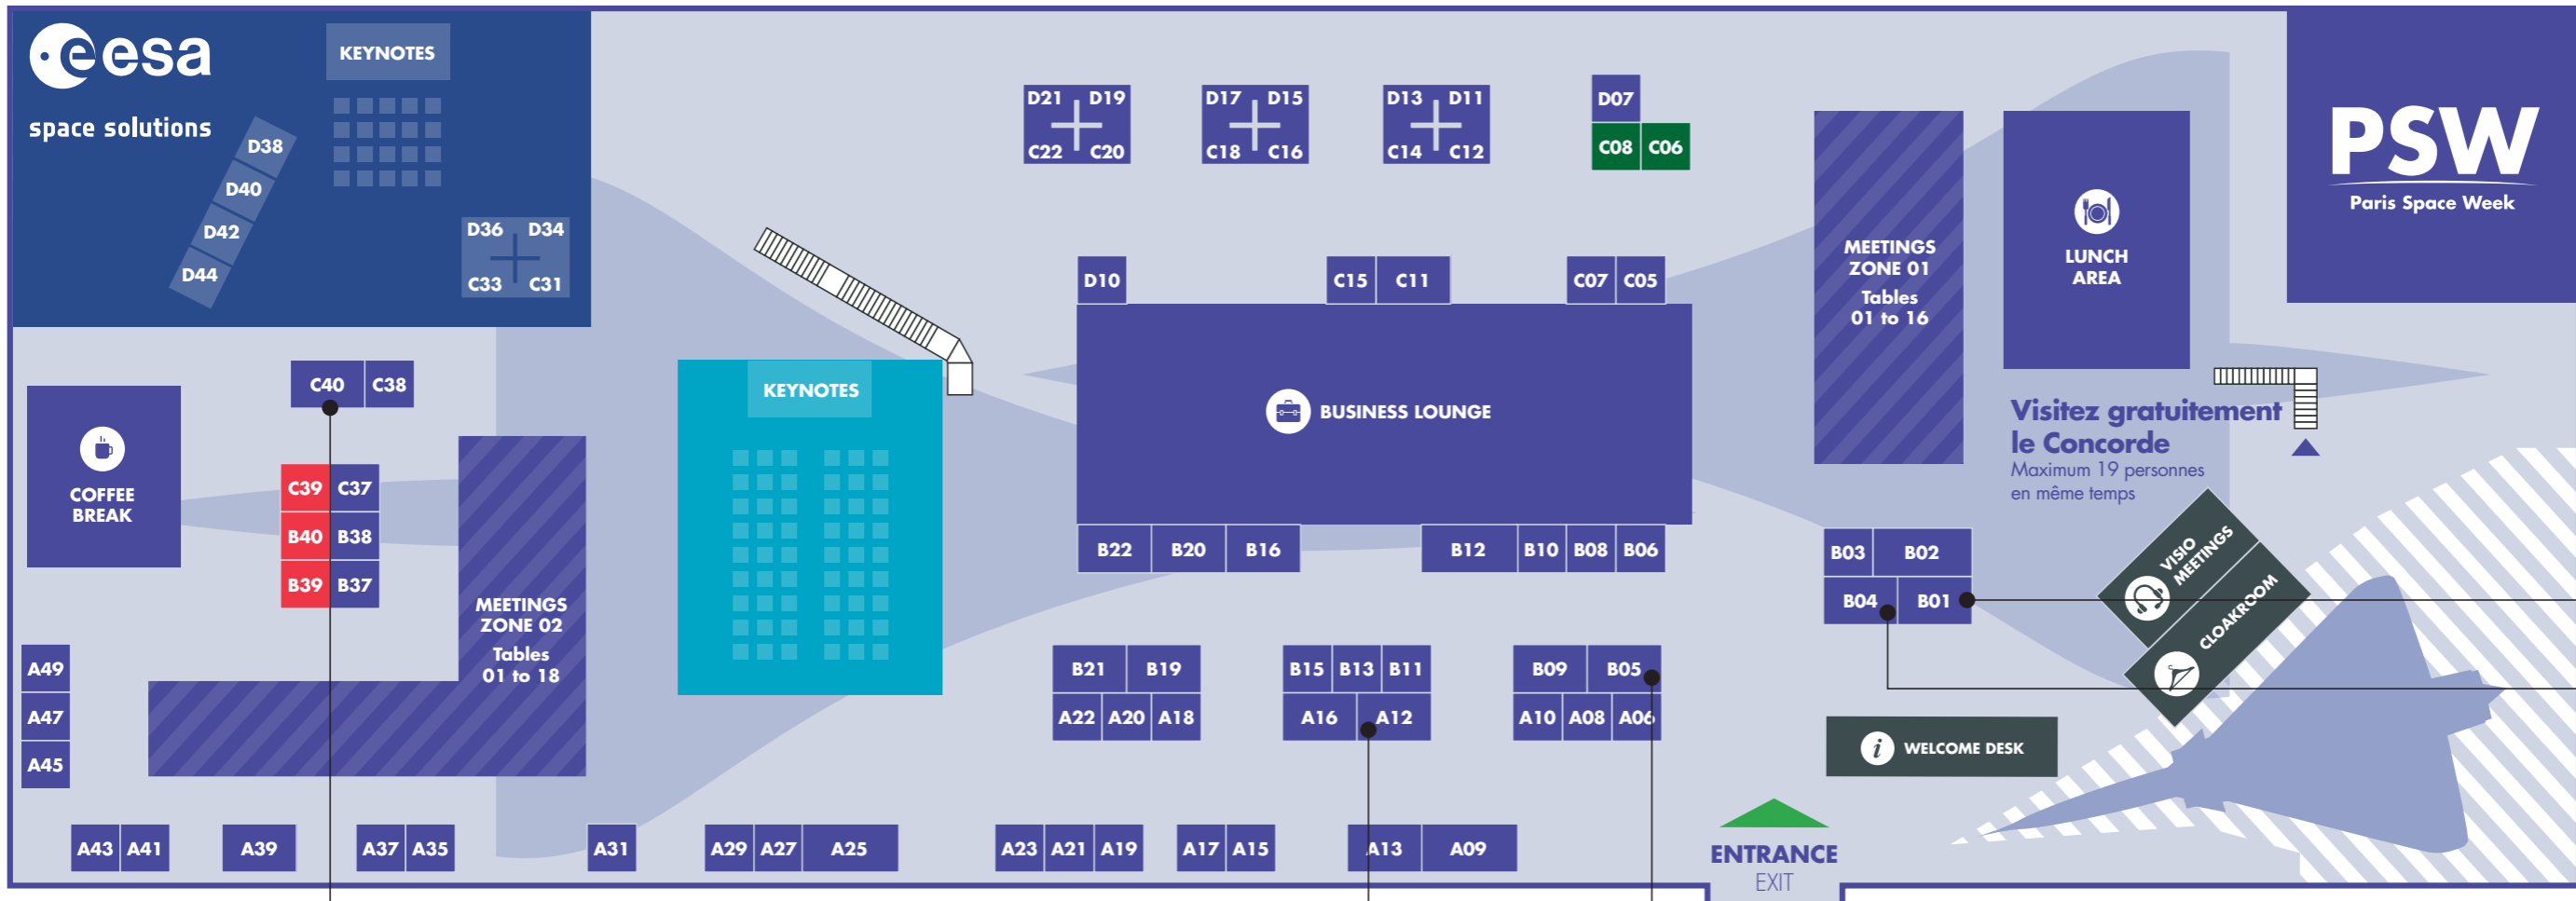 esa
space solutions
KEYNOTES
D38
D40
D42
D44
D36 D34
C33 C31
D21 D19
C22 C20
D17 D15
C18 C16
D13 D11
C14 C12
D07
C08 C06
MEETINGS
ZONE 01
Tables
01 to 16
LUNCH
AREA
PSW
Paris Space Week
D10
C15 C11
C07 C05
BUSINESS LOUNGE
KEYNOTES
C40 C38
COFFEE
BREAK
C39 C37
B40 B38
B39 B37
MEETINGS
ZONE 02
Tables
01 to 18
Visitez gratuitement
le Concorde
Maximum 19 personnes
en même temps
B22 B20 B16
B12 B10 B08 B06
B03 B02
B04 B01
VISIO
MEETINGS
CLOAKROOM
A49
A47
A45
B21 B19
A22 A20 A18
B15 B13 B11
A16 A12
B09 B05
A10 A08 A06
i WELCOME DESK
A43 A41
A39
A37 A35
A31
A29 A27 A25
A23 A21 A19
A17 A15
A13 A09
ENTRANCE
EXIT